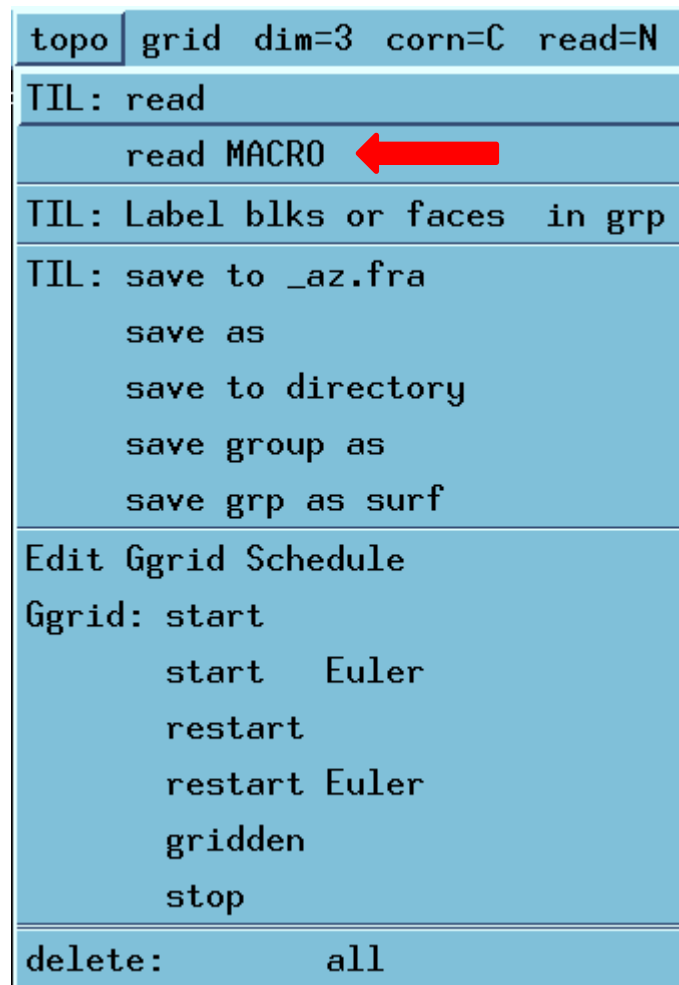 topo grid dim=3 corn=C read=N
TIL: read
read MACRO
TIL: Label blks or faces in grp
TIL: save to _az.fra
save as
save to directory
save group as
save grp as surf
Edit Ggrid Schedule
Ggrid: start
start Euler
restart
restart Euler
gridden
stop
delete: all